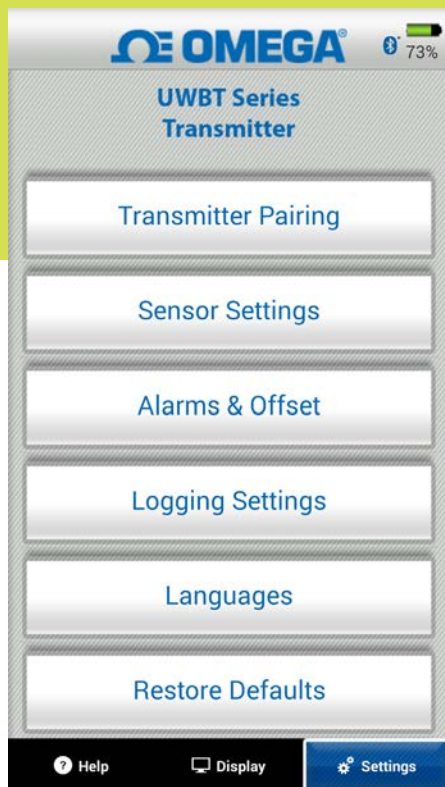 ΩE OMEGA®
73%
UWBT Series
Transmitter
Transmitter Pairing
Sensor Settings
Alarms & Offset
Logging Settings
Languages
Restore Defaults
? Help
Display
Settings